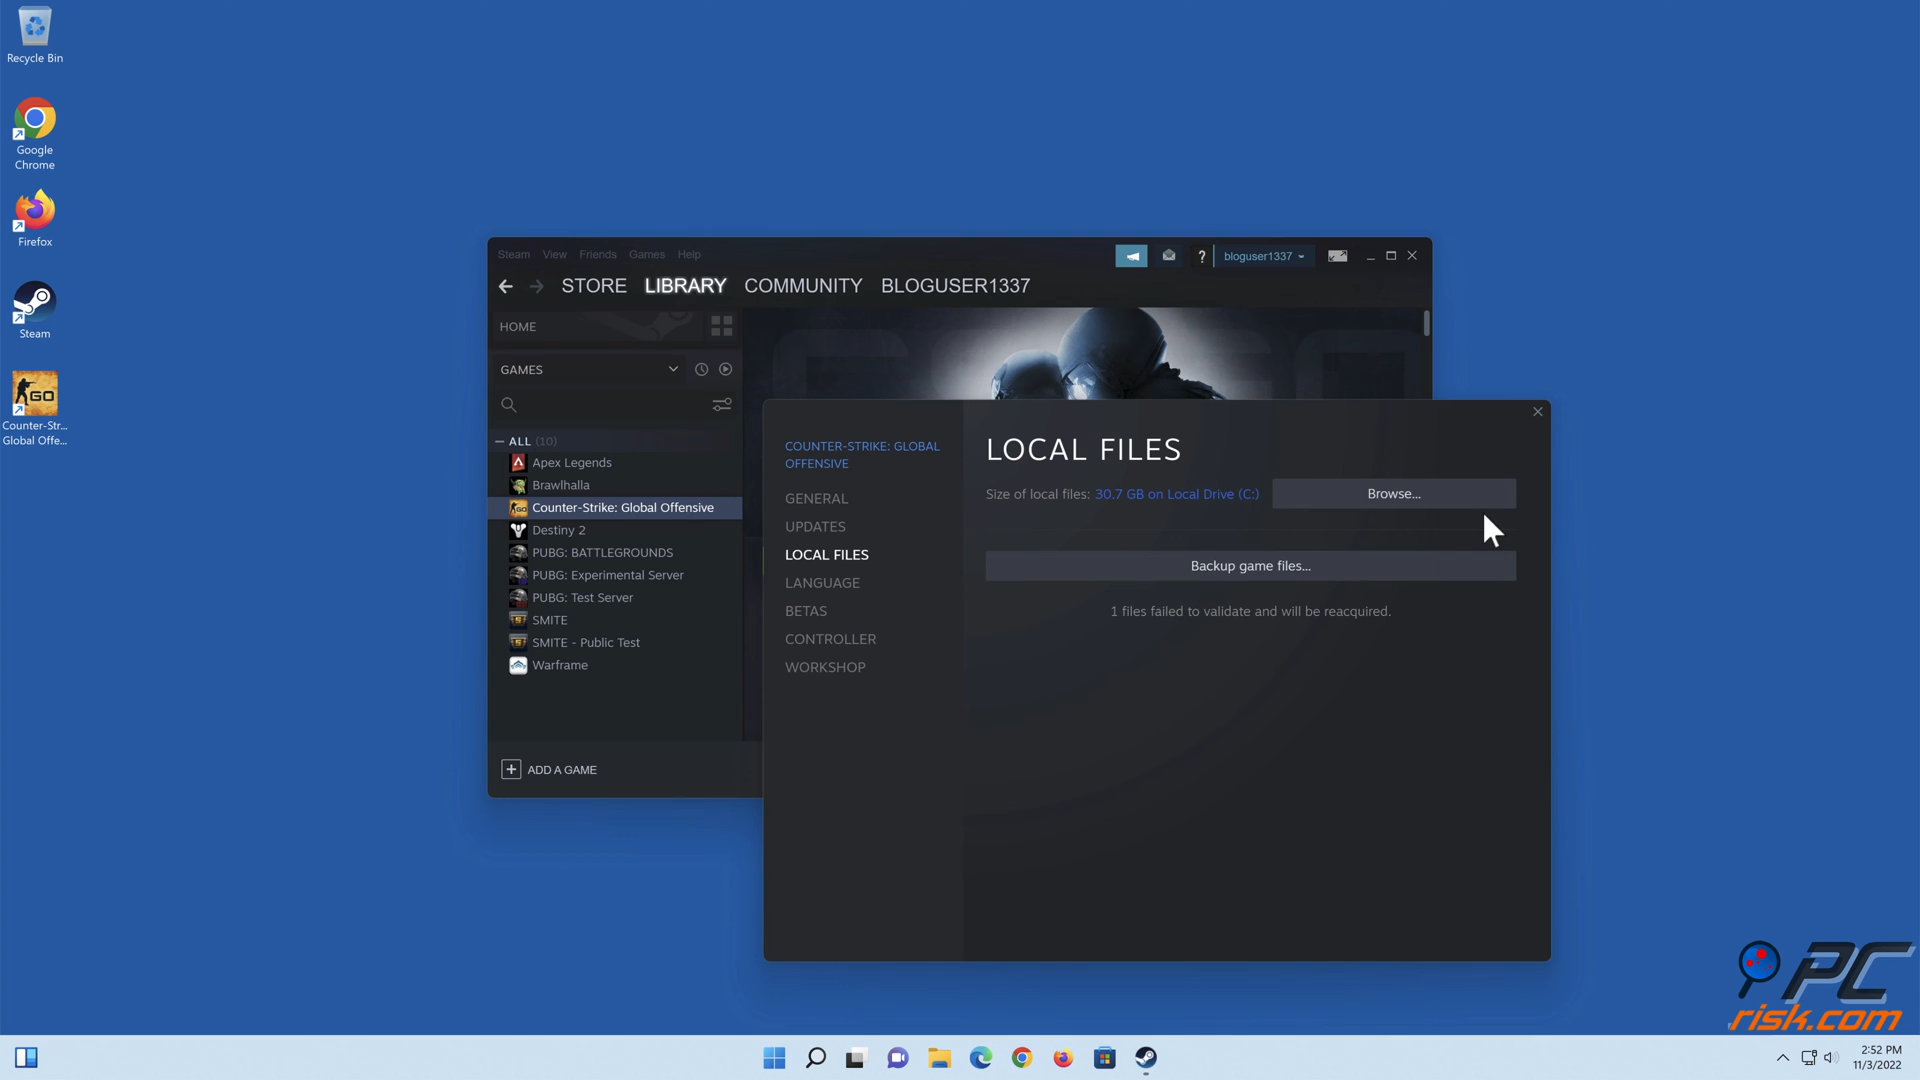 Recycle Bin
Google
Chrome
Firefox
Steam
GO
Counter-Str...
Global Offe...
Steam View Friends Games Help
? bloguser1337
STORE LIBRARY COMMUNITY BLOGUSER1337
HOME
GAMES
ALL (10)
Apex Legends
Brawlhalla
Counter-Strike: Global Offensive
Destiny 2
PUBG: BATTLEGROUNDS
PUBG: Experimental Server
PUBG: Test Server
SMITE
SMITE - Public Test
Warframe
ADD A GAME
COUNTER-STRIKE: GLOBAL
OFFENSIVE
GENERAL
UPDATES
LOCAL FILES
LANGUAGE
BETAS
CONTROLLER
WORKSHOP
LOCAL FILES
Size of local files: 30.7 GB on Local Drive (C:)
Browse...
Backup game files...
1 files failed to validate and will be reacquired.
PC
risk.com
2:52 PM
11/3/2022